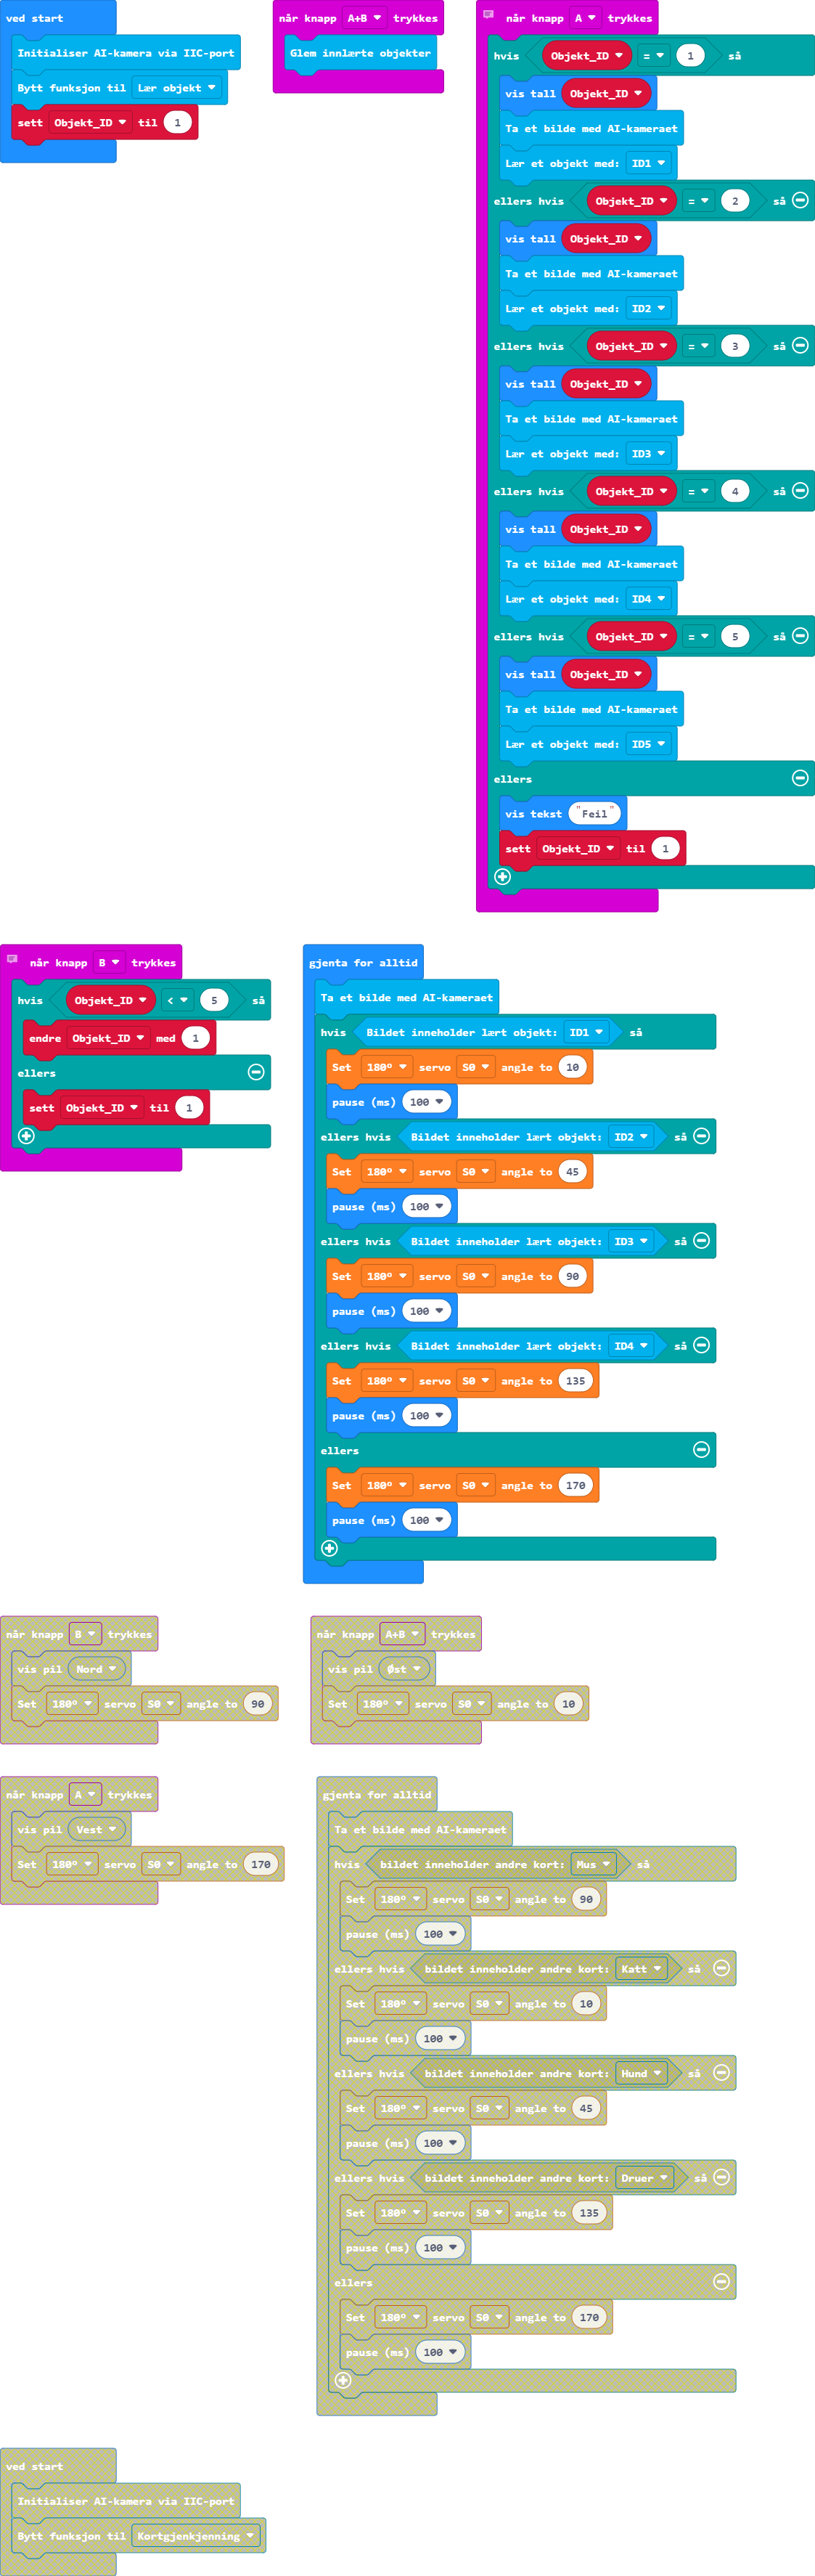 ved start
Initialiser AI-kamera via IIC-port
Bytt funksjon til Lær objekt
sett Objekt_ID til 1
når knapp A+B trykkes
Glem innlærte objekter
når knapp A trykkes
hvis Objekt_ID = 1 så
vis tall Objekt_ID
Ta et bilde med AI-kameraet
Lær et objekt med: ID1
ellers hvis Objekt_ID = 2 så
vis tall Objekt_ID
Ta et bilde med AI-kameraet
Lær et objekt med: ID2
ellers hvis Objekt_ID = 3 så
vis tall Objekt_ID
Ta et bilde med AI-kameraet
Lær et objekt med: ID3
ellers hvis Objekt_ID = 4 så
vis tall Objekt_ID
Ta et bilde med AI-kameraet
Lær et objekt med: ID4
ellers hvis Objekt_ID = 5 så
vis tall Objekt_ID
Ta et bilde med AI-kameraet
Lær et objekt med: ID5
ellers
vis tekst "Feil"
sett Objekt_ID til 1
når knapp B trykkes
hvis Objekt_ID < 5 så
endre Objekt_ID med 1
ellers
sett Objekt_ID til 1
gjenta for alltid
Ta et bilde med AI-kameraet
hvis Bildet inneholder lært objekt: ID1 så
Set 180º servo S0 angle to 10
pause (ms) 100
ellers hvis Bildet inneholder lært objekt: ID2 så
Set 180º servo S0 angle to 45
pause (ms) 100
ellers hvis Bildet inneholder lært objekt: ID3 så
Set 180º servo S0 angle to 90
pause (ms) 100
ellers hvis Bildet inneholder lært objekt: ID4 så
Set 180º servo S0 angle to 135
pause (ms) 100
ellers
Set 180º servo S0 angle to 170
pause (ms) 100
når knapp B trykkes
vis pil Nord
Set 180º servo S0 angle to 90
når knapp A+B trykkes
vis pil Øst
Set 180º servo S0 angle to 10
når knapp A trykkes
vis pil Vest
Set 180º servo S0 angle to 170
gjenta for alltid
Ta et bilde med AI-kameraet
hvis bildet inneholder andre kort: Mus så
Set 180º servo S0 angle to 90
pause (ms) 100
ellers hvis bildet inneholder andre kort: Katt så
Set 180º servo S0 angle to 10
pause (ms) 100
ellers hvis bildet inneholder andre kort: Hund så
Set 180º servo S0 angle to 45
pause (ms) 100
ellers hvis bildet inneholder andre kort: Druer så
Set 180º servo S0 angle to 135
pause (ms) 100
ellers
Set 180º servo S0 angle to 170
pause (ms) 100
ved start
Initialiser AI-kamera via IIC-port
Bytt funksjon til Kortgjenkjenning